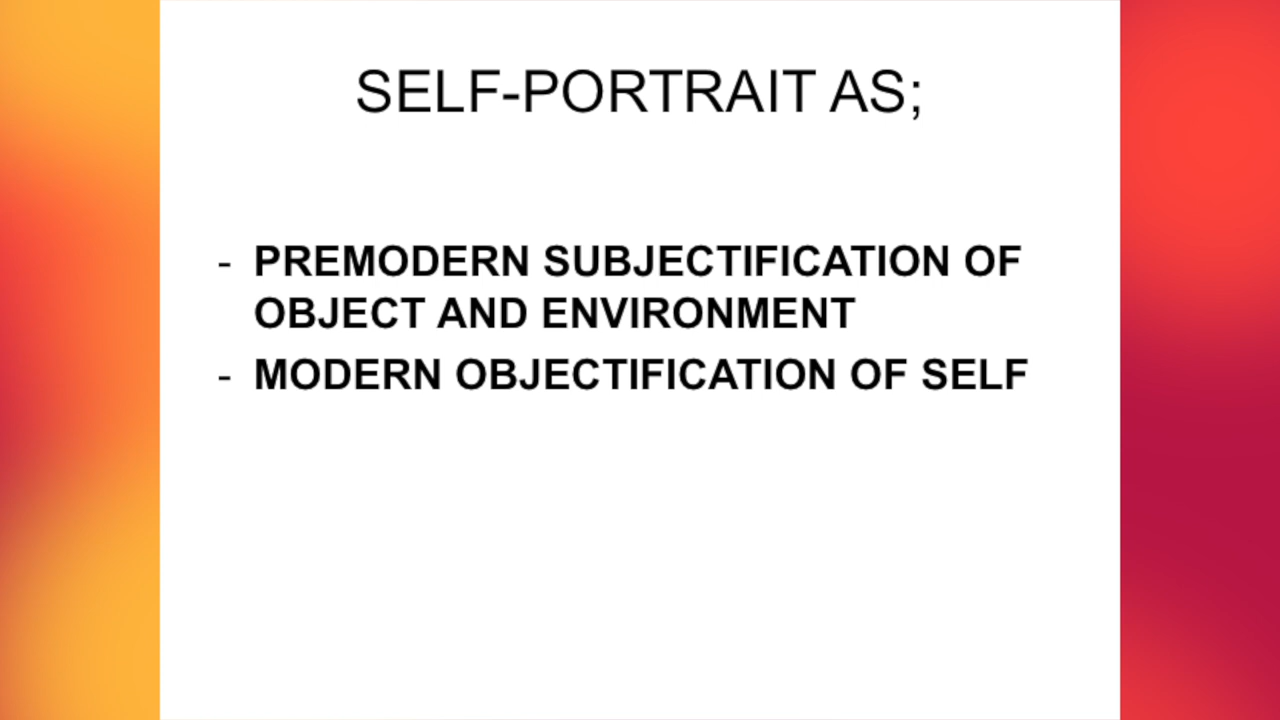 SELF-PORTRAIT AS;
- PREMODERN SUBJECTIFICATION OF
OBJECT AND ENVIRONMENT
- MODERN OBJECTIFICATION OF SELF